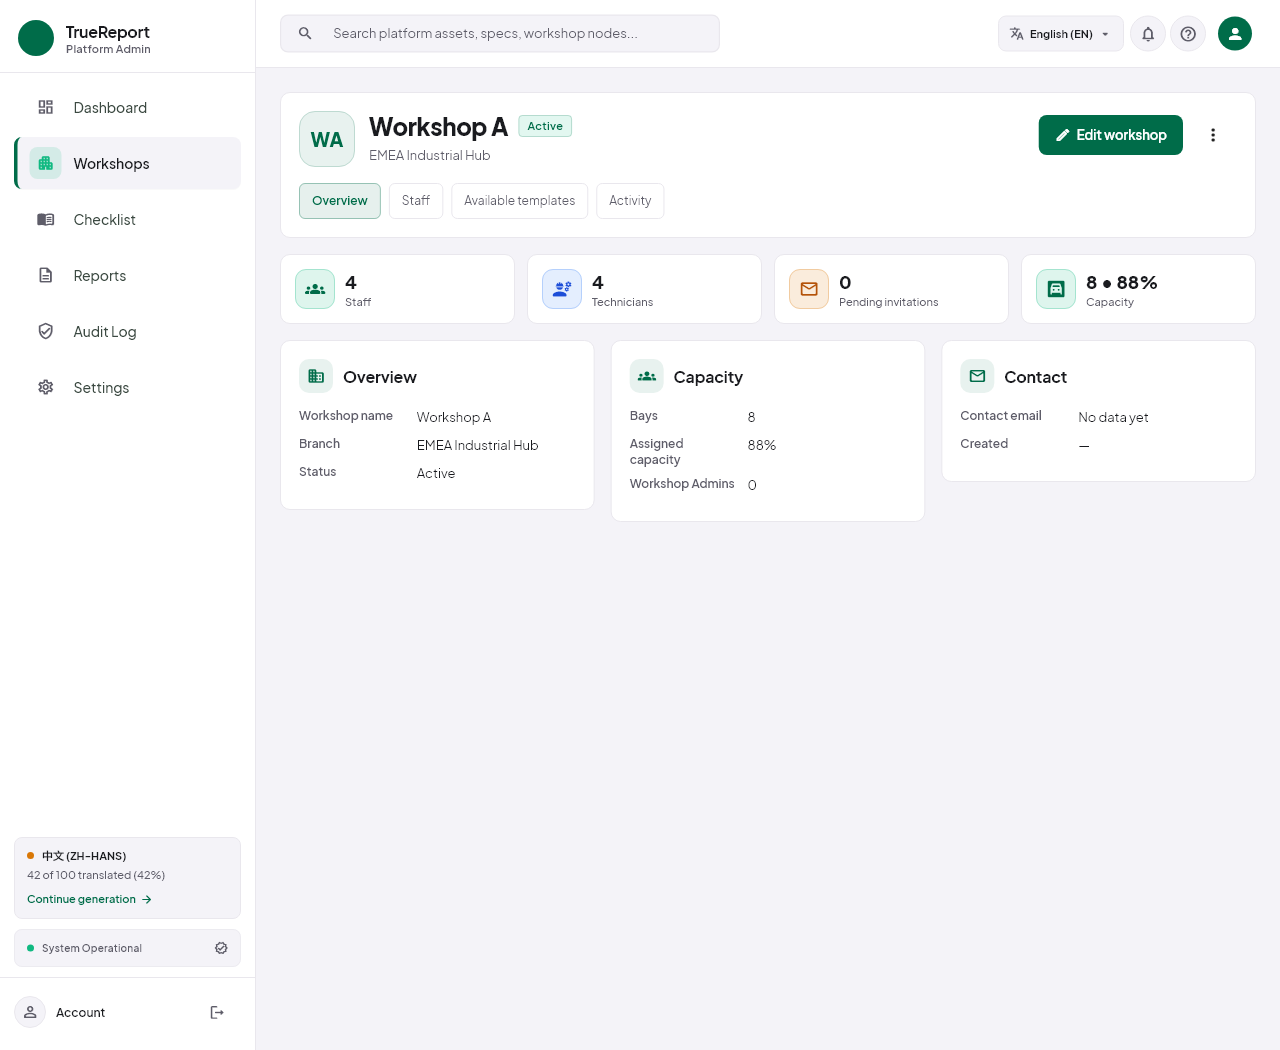 TrueReport
Platform Admin
Search platform assets, specs, workshop nodes...
English (EN)
Dashboard
Workshops
Checklist
Reports
Audit Log
Settings
WA
Workshop A
Active
EMEA Industrial Hub
Edit workshop
Overview
Staff
Available templates
Activity
4
Staff
4
Technicians
0
Pending invitations
8 • 88%
Capacity
Overview
Workshop name Workshop A
Branch EMEA Industrial Hub
Status Active
Capacity
Bays 8
Assigned capacity 88%
Workshop Admins 0
Contact
Contact email No data yet
Created —
中文 (ZH-HANS)
42 of 100 translated (42%)
Continue generation →
System Operational
Account